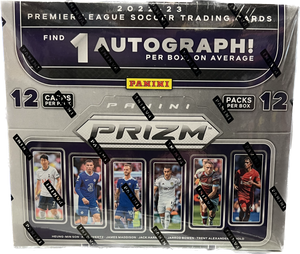 2022-23
PREMIER LEAGUE SOCCER TRADING CARDS
FIND 1 AUTOGRAPH!
PER BOX ON AVERAGE
PANINI
12 CARDS PER PACK
PACKS PER BOX 12
PANINI
PRIZM